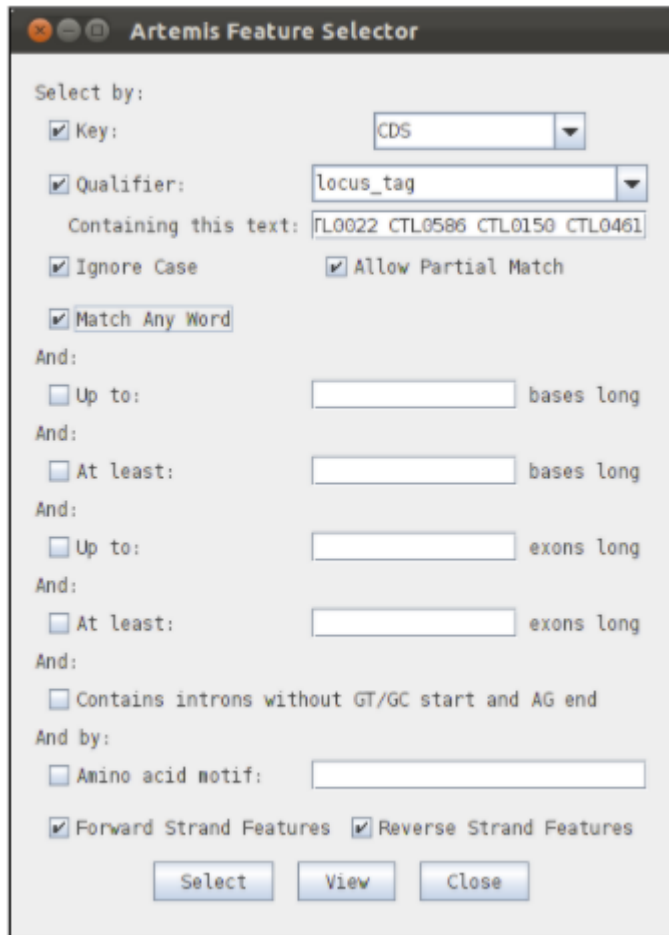 Artemis Feature Selector
Select by:
Key: CDS
Qualifier: locus_tag
Containing this text: TL0022 CTL0586 CTL0150 CTL0461
Ignore Case Allow Partial Match
Match Any Word
And:
Up to: bases long
And:
At least: bases long
And:
Up to: exons long
And:
At least: exons long
And:
Contains introns without GT/GC start and AG end
And by:
Amino acid motif:
Forward Strand Features Reverse Strand Features
Select View Close